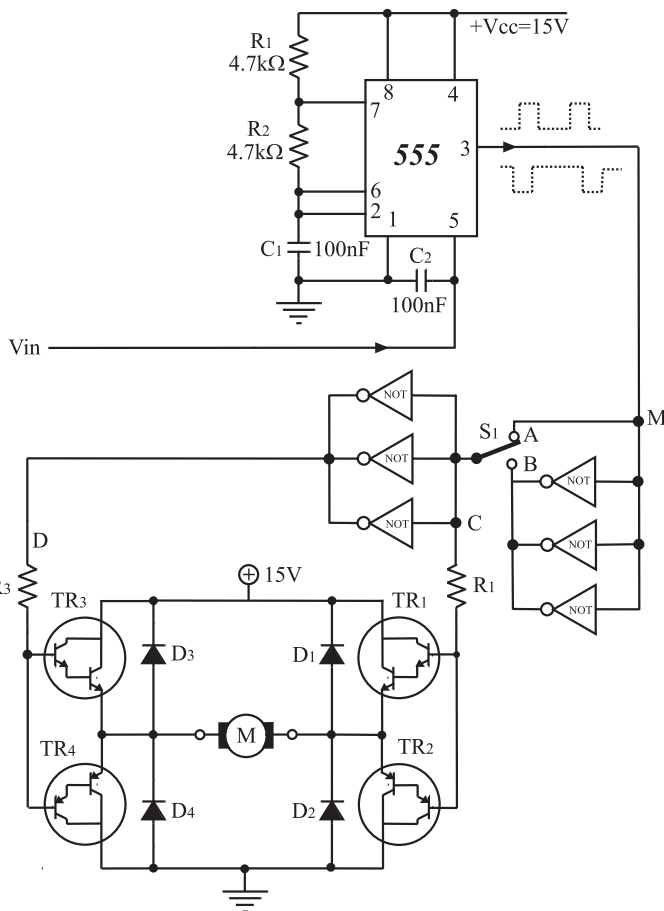 +Vcc=15V
R1
4.7kΩ
8
4
7
R2
4.7kΩ
555
3
6
2
1
5
C1
100nF
C2
100nF
Vin
NOT
S1
A
M
B
NOT
NOT
NOT
C
NOT
D
NOT
R3
15V
R1
TR3
TR1
D3
D1
M
TR4
TR2
D4
D2